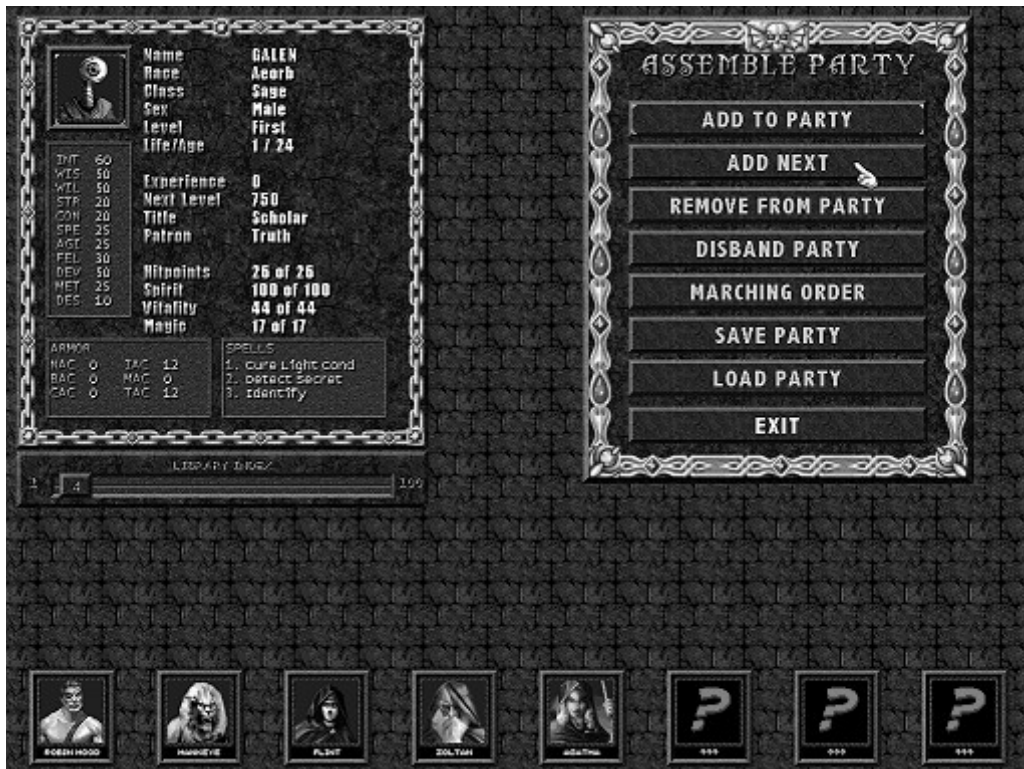 Name GALEN
Race Aeorb
Class Sage
Sex Male
Level First
Life/Age 1 / 24
Experience 0
Next Level 750
Title Scholar
Patron Truth
Hitpoints 26 of 26
Spirit 100 of 100
Vitality 44 of 44
Magic 17 of 17
INT 60
WIS 50
WIL 50
STR 20
CON 20
SPE 25
AGI 25
FEL 30
DEV 50
MET 25
DES 10
ARMOR
NAC 0 IAC 12
BAC 0 MAC 0
CAC 0 TAC 12
SPELLS
1. Cure Light Cond
2. Detect Secret
3. Identify
LIBRARY INDEX
1 4 100
ASSEMBLE PARTY
ADD TO PARTY
ADD NEXT
REMOVE FROM PARTY
DISBAND PARTY
MARCHING ORDER
SAVE PARTY
LOAD PARTY
EXIT
ROBIN HOOD
HAWKEYE
FLINT
ZOLTAN
AGATHA
?
???
?
???
?
???